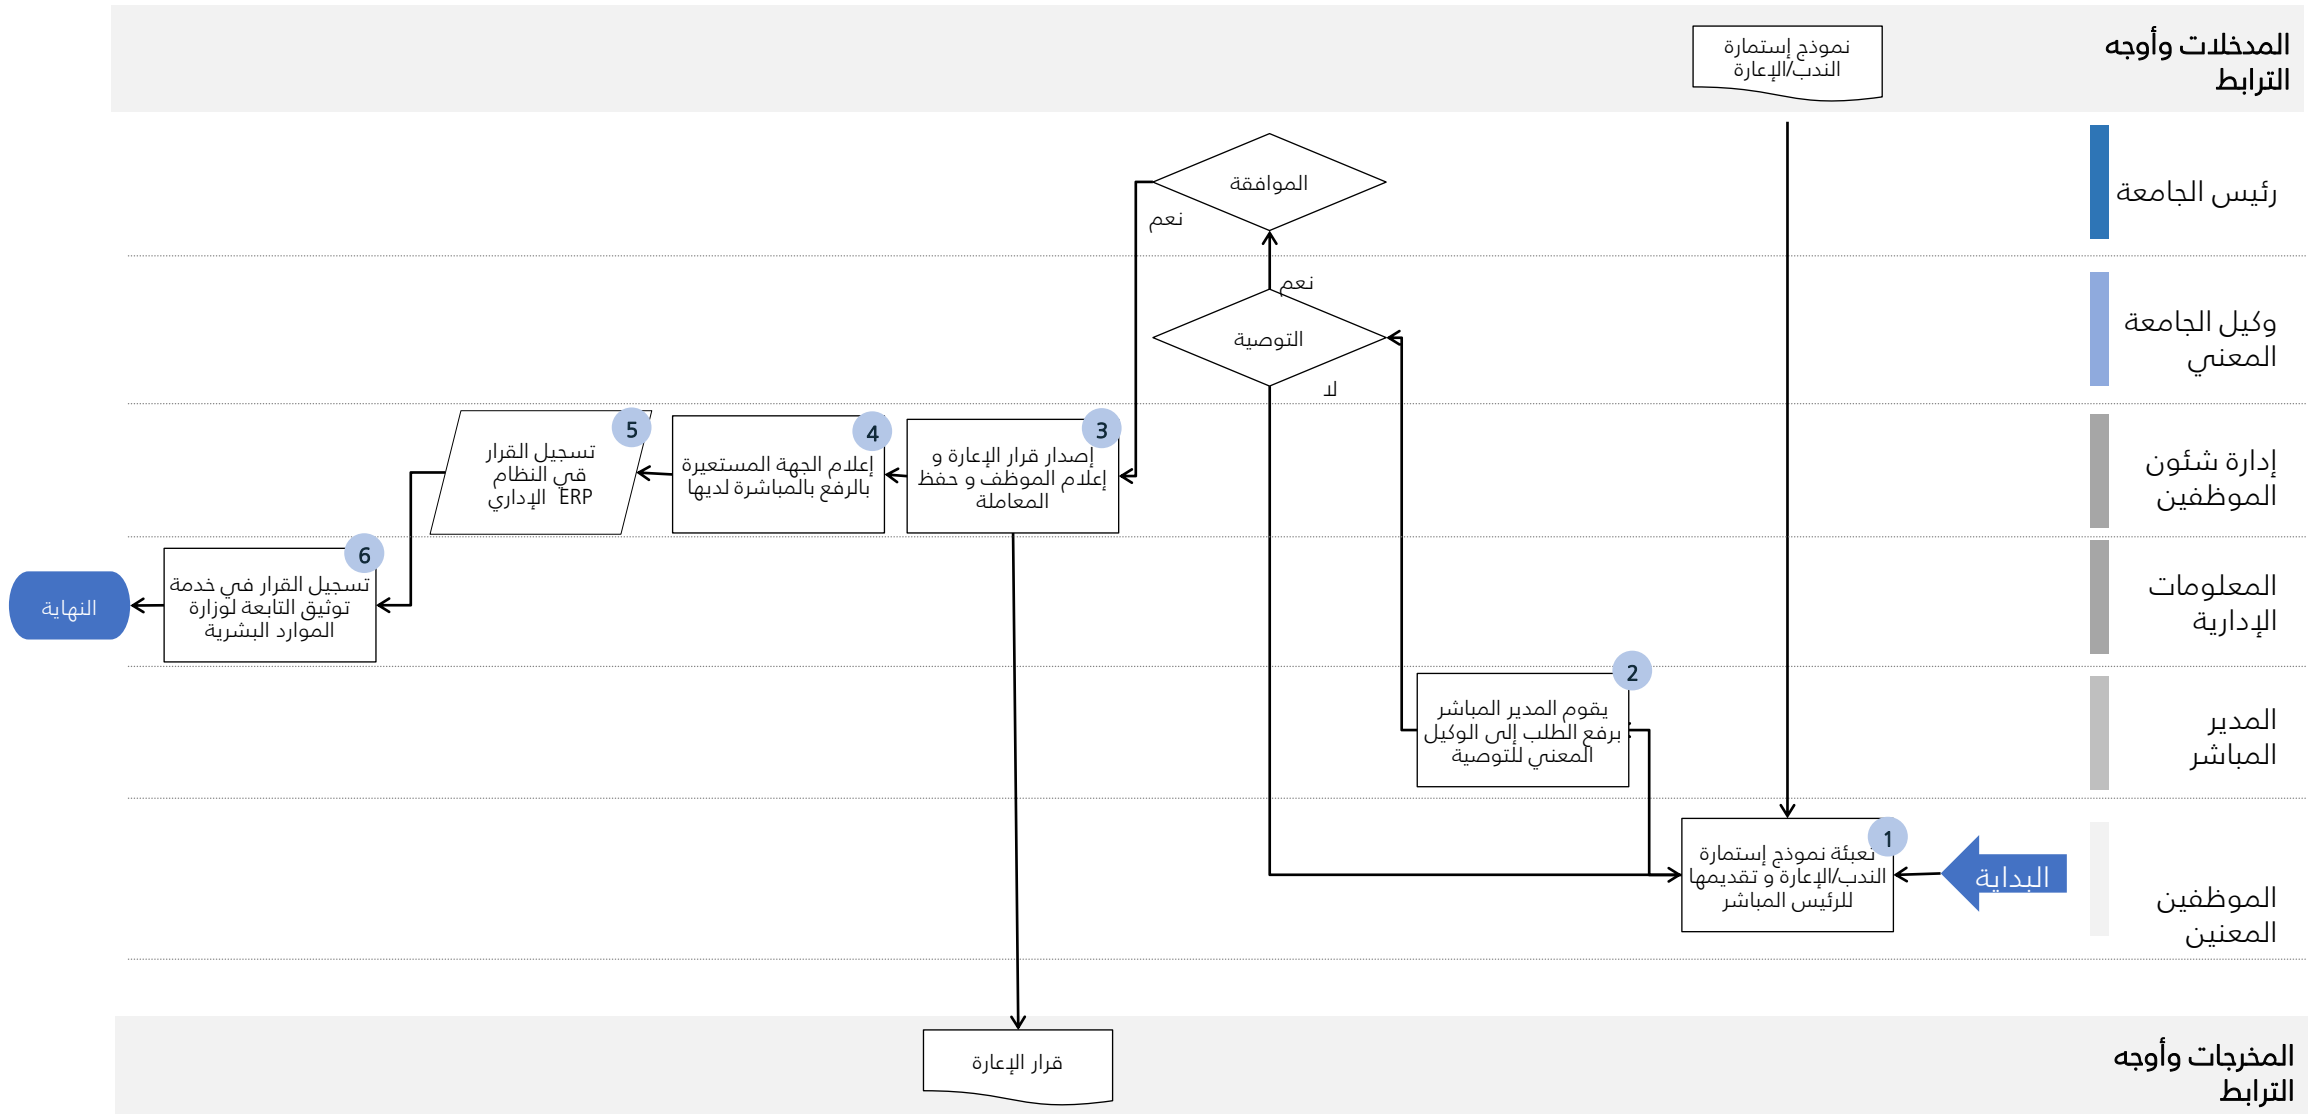 المدخلات وأوجه
الترابط
نموذج إستمارة
الندب/الإعارة
رئيس الجامعة
الموافقة
نعم
وكيل الجامعة
المعني
نعم
التوصية
لا
إدارة شئون
الموظفين
3
إصدار قرار الإعارة و
إعلام الموظف و حفظ
المعاملة
4
إعلام الجهة المستعيرة
بالرفع بالمباشرة لديها
5
تسجيل القرار
في النظام
الإداري ERP
المعلومات
الإدارية
6
تسجيل القرار في خدمة
توثيق التابعة لوزارة
الموارد البشرية
النهاية
المدير
المباشر
2
يقوم المدير المباشر
برفع الطلب إلى الوكيل
المعني للتوصية
الموظفين
المعنين
البداية
1
تعبئة نموذج إستمارة
الندب/الإعارة و تقديمها
للرئيس المباشر
المخرجات وأوجه
الترابط
قرار الإعارة